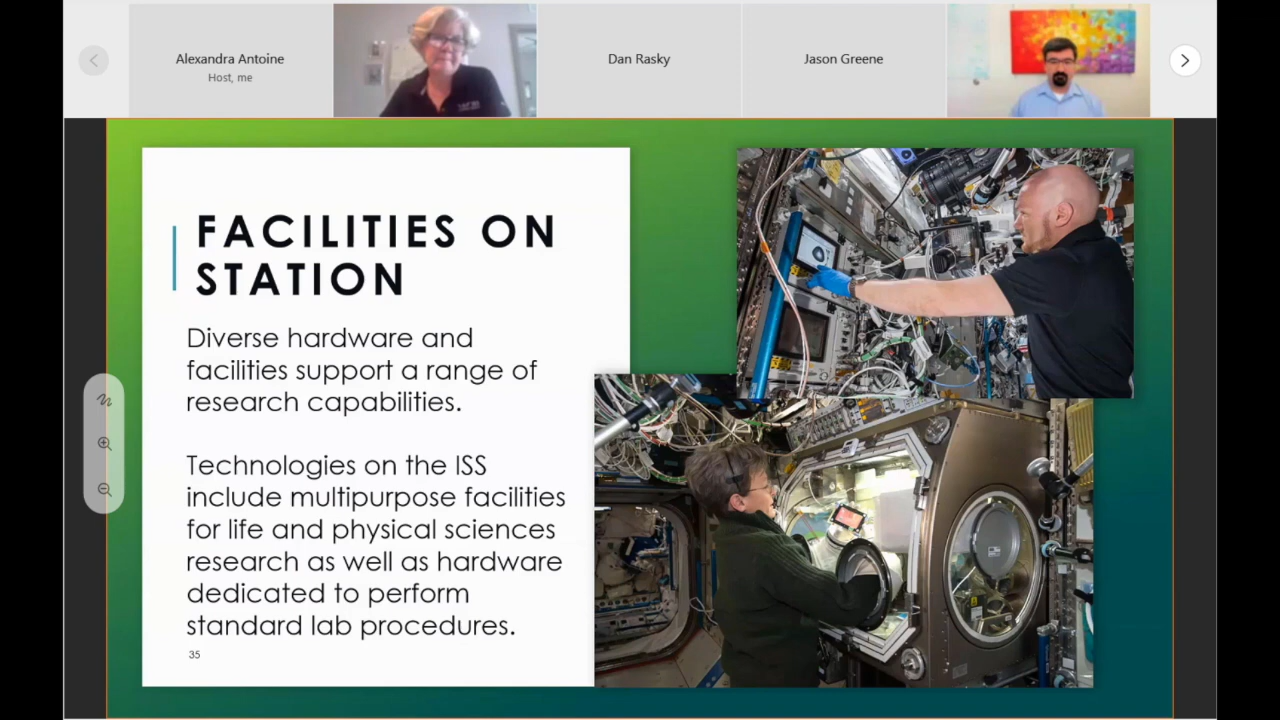 Alexandra Antoine
Host, me
Dan Rasky
Jason Greene
FACILITIES ON
STATION
Diverse hardware and
facilities support a range of
research capabilities.
Technologies on the ISS
include multipurpose facilities
for life and physical sciences
research as well as hardware
dedicated to perform
standard lab procedures.
35